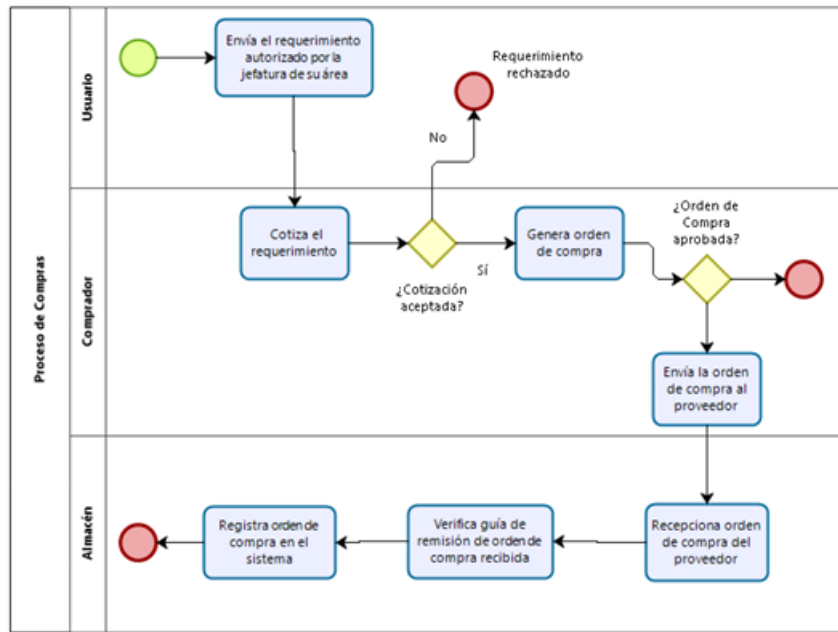 Proceso de Compras
Usuario
Envía el requerimiento
autorizado por la
jefatura de su área
Requerimiento
rechazado
No
Comprador
Cotiza el
requerimiento
¿Cotización
aceptada?
Sí
Genera orden
de compra
¿Orden de
Compra
aprobada?
Envía la orden
de compra al
proveedor
Almacén
Recepciona orden
de compra del
proveedor
Verifica guía de
remisión de orden de
compra recibida
Registra orden de
compra en el
sistema